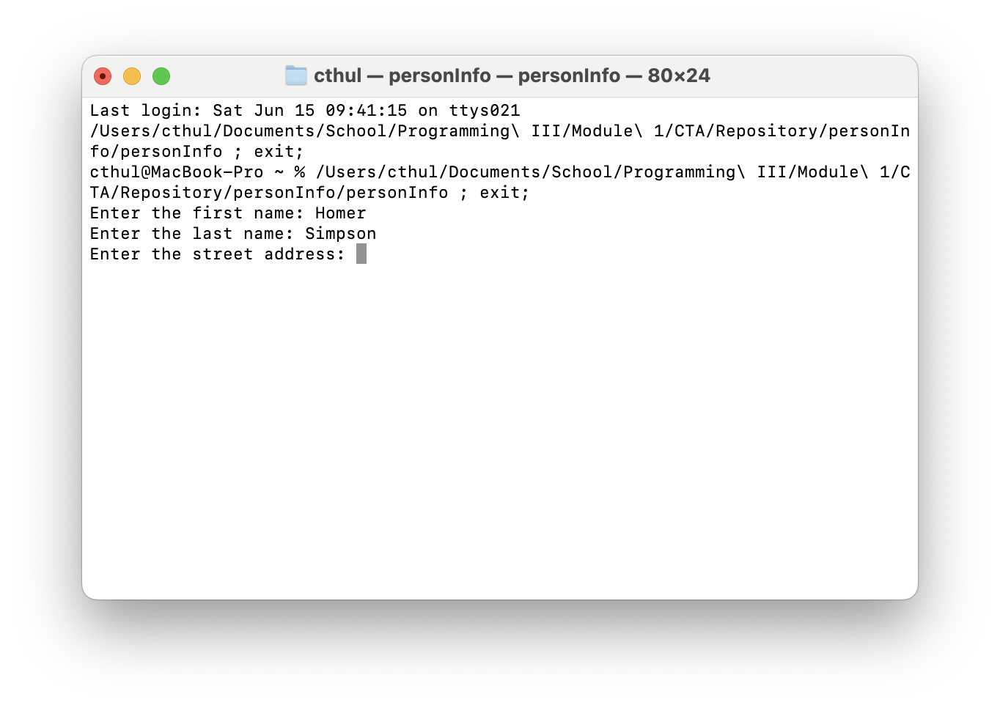 cthul — personInfo — personInfo — 80×24
Last login: Sat Jun 15 09:41:15 on ttys021
/Users/cthul/Documents/School/Programming\ III/Module\ 1/CTA/Repository/personIn
fo/personInfo ; exit;
cthul@MacBook-Pro ~ % /Users/cthul/Documents/School/Programming\ III/Module\ 1/C
TA/Repository/personInfo/personInfo ; exit;
Enter the first name: Homer
Enter the last name: Simpson
Enter the street address: